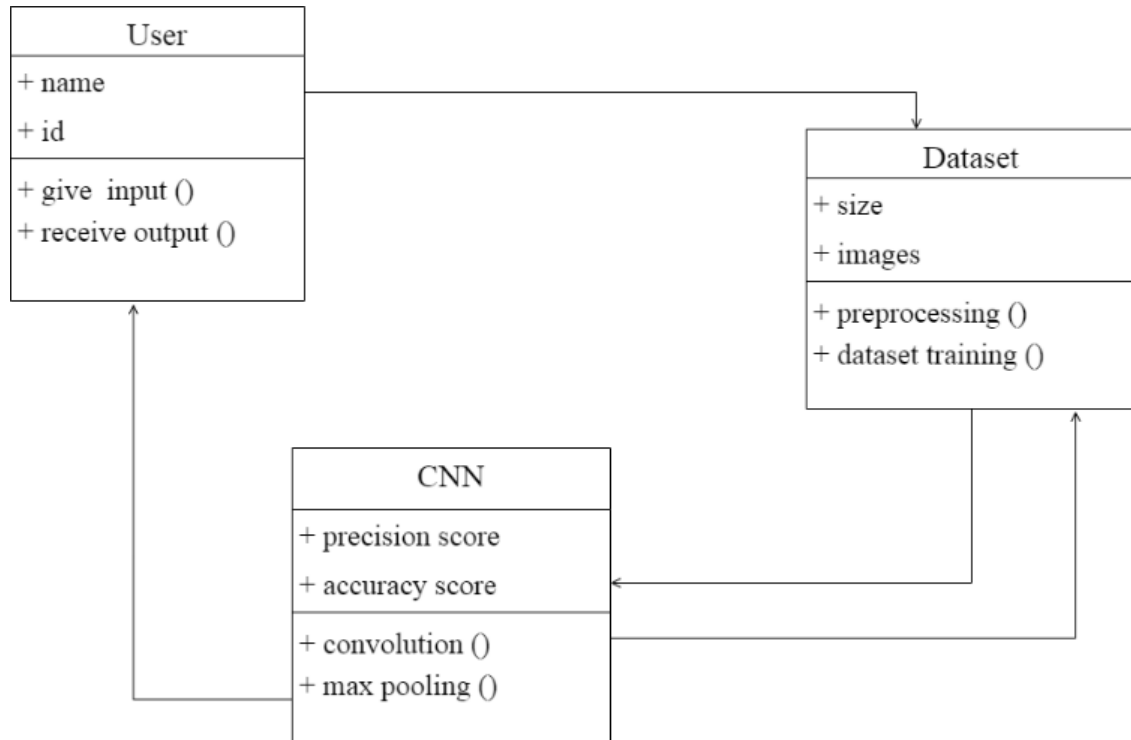 User
+ name
+ id
+ give input ()
+ receive output ()
Dataset
+ size
+ images
+ preprocessing ()
+ dataset training ()
CNN
+ precision score
+ accuracy score
+ convolution ()
+ max pooling ()